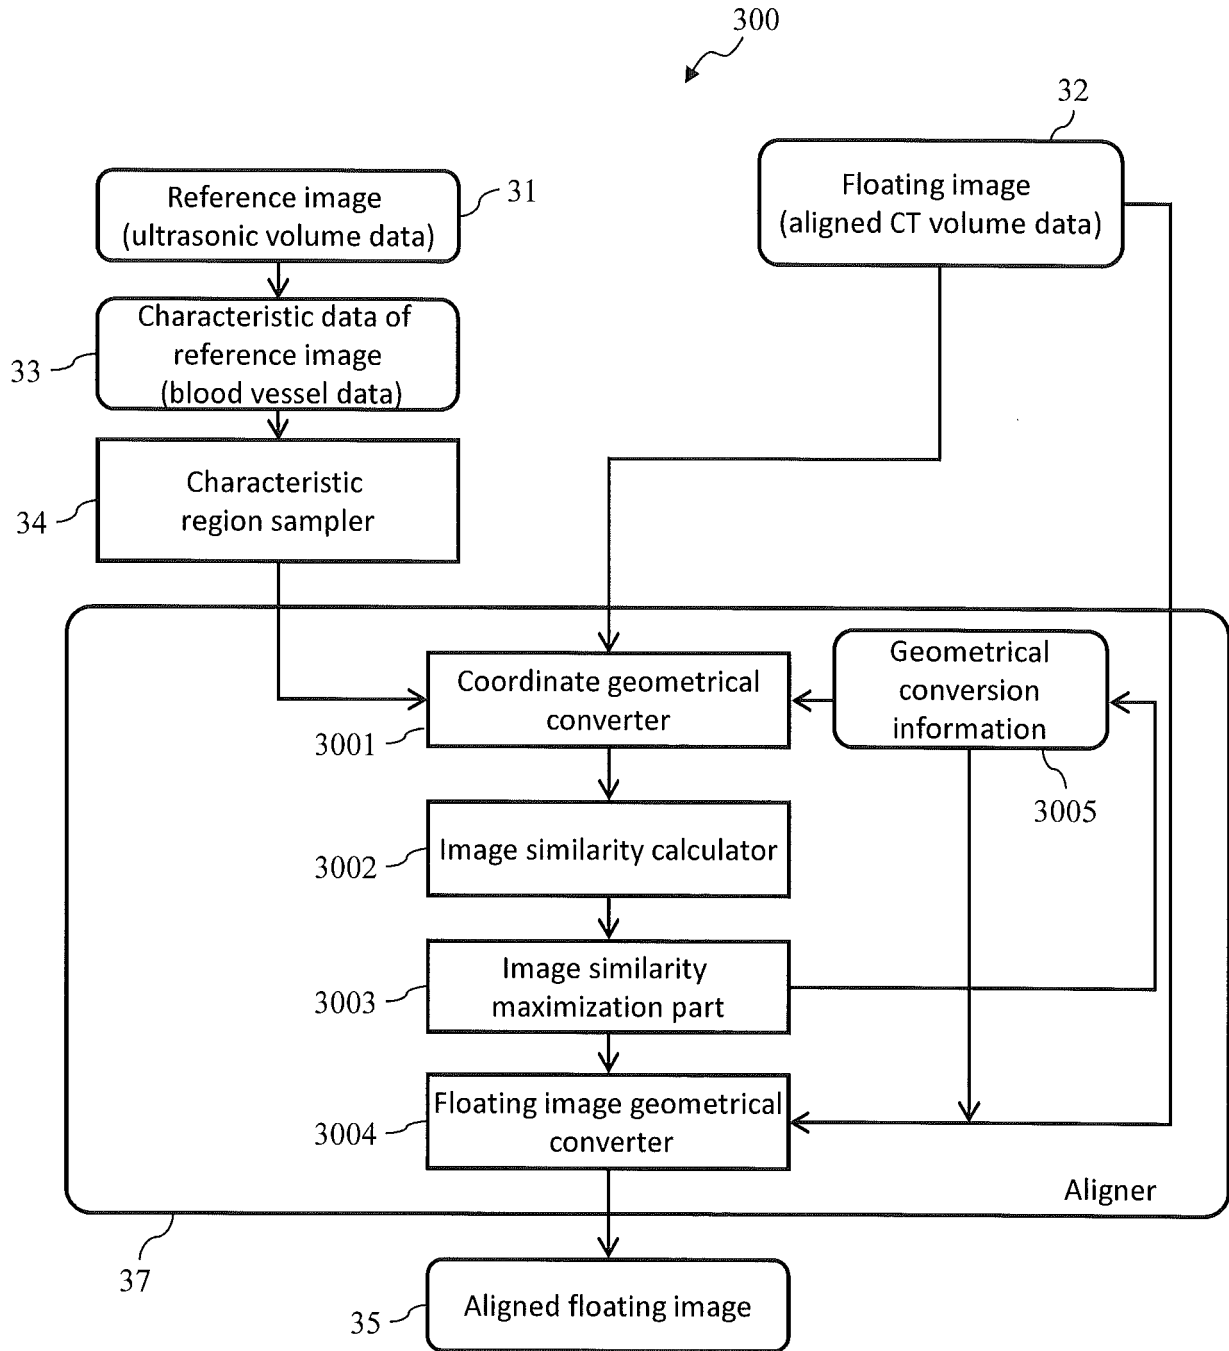 300
32
Floating image
(aligned CT volume data)
31
Reference image
(ultrasonic volume data)
Characteristic data of
reference image
(blood vessel data)
33
Characteristic
region sampler
34
Coordinate geometrical
converter
3001
Geometrical
conversion
information
3005
Image similarity calculator
3002
Image similarity
maximization part
3003
Floating image geometrical
converter
3004
Aligner
37
Aligned floating image
35